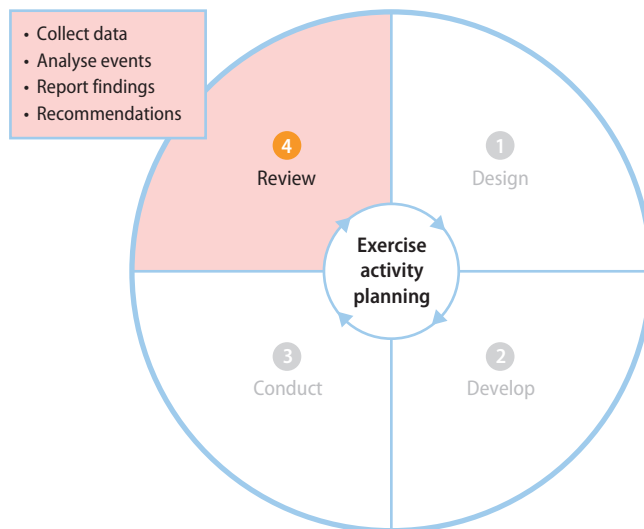 • Collect data
• Analyse events
• Report findings
• Recommendations
4
Review
1
Design
Exercise
activity
planning
3
Conduct
2
Develop